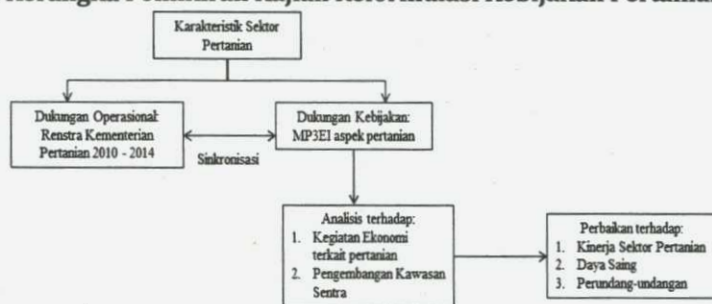 Karakteristik Sektor
Pertanian
Dukungan Operasional:
Renstra Kementerian
Pertanian 2010 - 2014
Sinkronisasi
Dukungan Kebijakan:
MP3EI aspek pertanian
Analisis terhadap:
1. Kegiatan Ekonomi
terkait pertanian
2. Pengembangan Kawasan
Sentra
Perbaikan terhadap:
1. Kinerja Sektor Pertanian
2. Daya Saing
3. Perundang-undangan